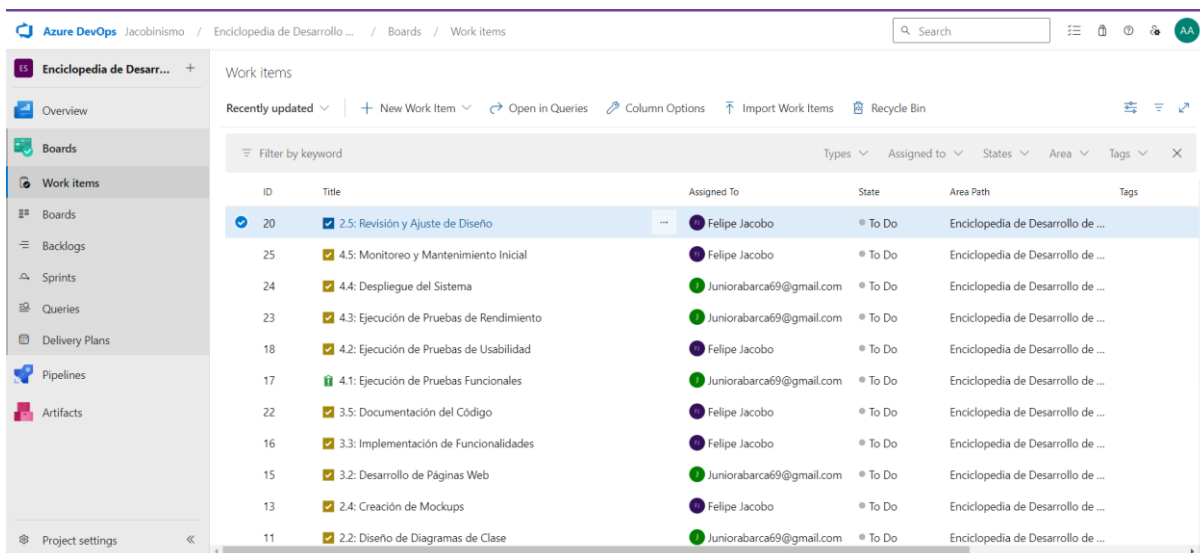 Azure DevOps Jacobinismo / Enciclopedia de Desarrollo ... / Boards / Work items Search AA
ES Enciclopedia de Desarr... +
Overview
Boards
Work items
Boards
Backlogs
Sprints
Queries
Delivery Plans
Pipelines
Artifacts
Project settings
Work items
Recently updated New Work Item Open in Queries Column Options Import Work Items Recycle Bin
Filter by keyword Types Assigned to States Area Tags
ID Title Assigned To State Area Path Tags
20 2.5: Revisión y Ajuste de Diseño ... FJ Felipe Jacobo To Do Enciclopedia de Desarrollo de ...
25 4.5: Monitoreo y Mantenimiento Inicial FJ Felipe Jacobo To Do Enciclopedia de Desarrollo de ...
24 4.4: Despliegue del Sistema J Juniorabarca69@gmail.com To Do Enciclopedia de Desarrollo de ...
23 4.3: Ejecución de Pruebas de Rendimiento J Juniorabarca69@gmail.com To Do Enciclopedia de Desarrollo de ...
18 4.2: Ejecución de Pruebas de Usabilidad FJ Felipe Jacobo To Do Enciclopedia de Desarrollo de ...
17 4.1: Ejecución de Pruebas Funcionales J Juniorabarca69@gmail.com To Do Enciclopedia de Desarrollo de ...
22 3.5: Documentación del Código FJ Felipe Jacobo To Do Enciclopedia de Desarrollo de ...
16 3.3: Implementación de Funcionalidades FJ Felipe Jacobo To Do Enciclopedia de Desarrollo de ...
15 3.2: Desarrollo de Páginas Web J Juniorabarca69@gmail.com To Do Enciclopedia de Desarrollo de ...
13 2.4: Creación de Mockups FJ Felipe Jacobo To Do Enciclopedia de Desarrollo de ...
11 2.2: Diseño de Diagramas de Clase J Juniorabarca69@gmail.com To Do Enciclopedia de Desarrollo de ...